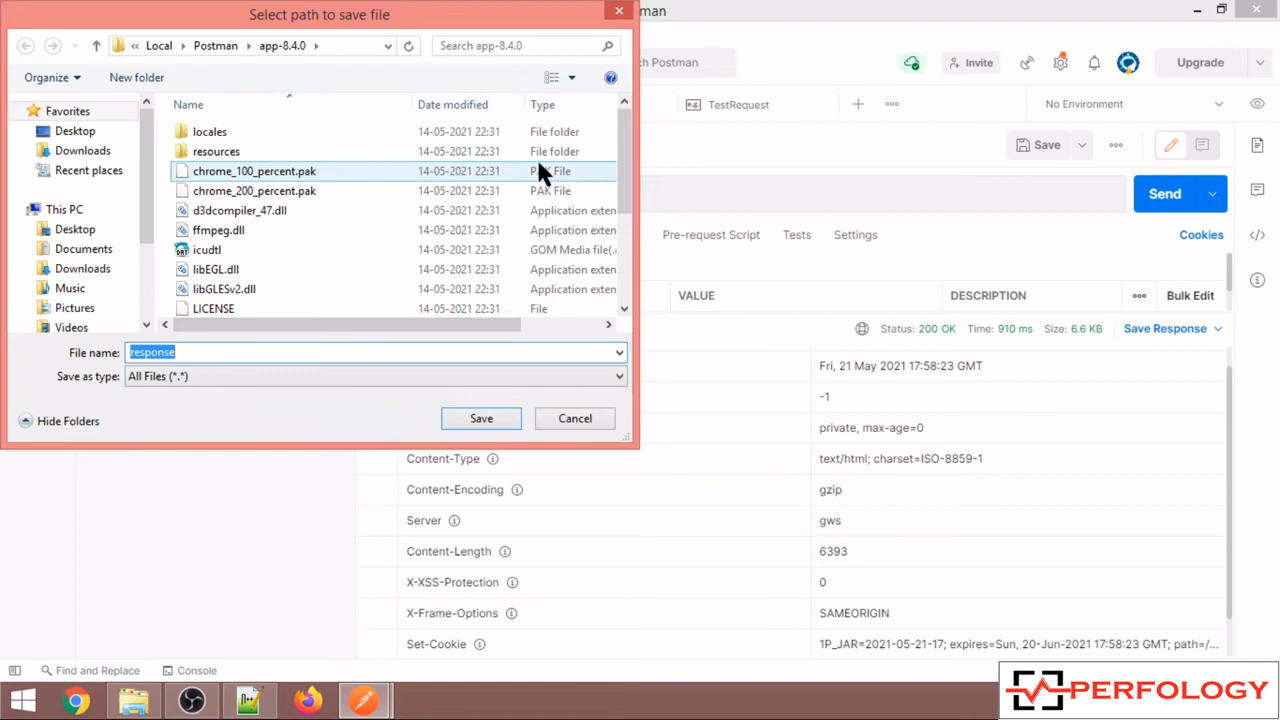 Select path to save file
man
« Local Postman app-8.4.0
Search app-8.4.0
ch Postman
Invite
Upgrade
Organize
New folder
TestRequest
No Environment
Name
Date modified
Type
Favorites
Desktop
Downloads
Recent places
This PC
Desktop
Documents
Downloads
Music
Pictures
Videos
locales 14-05-2021 22:31 File folder
resources 14-05-2021 22:31 File folder
chrome_100_percent.pak 14-05-2021 22:31 PAK File
chrome_200_percent.pak 14-05-2021 22:31 PAK File
d3dcompiler_47.dll 14-05-2021 22:31 Application exten
ffmpeg.dll 14-05-2021 22:31 Application exten
icudtl 14-05-2021 22:31 GOM Media file(.
libEGL.dll 14-05-2021 22:31 Application exten
libGLESv2.dll 14-05-2021 22:31 Application exten
LICENSE 14-05-2021 22:31 File
File name: response
Save as type: All Files (*.*)
Hide Folders
Save
Cancel
Save
Send
Pre-request Script Tests Settings Cookies
VALUE DESCRIPTION Bulk Edit
Status: 200 OK Time: 910 ms Size: 6.6 KB Save Response
Fri, 21 May 2021 17:58:23 GMT
-1
private, max-age=0
Content-Type text/html; charset=ISO-8859-1
Content-Encoding gzip
Server gws
Content-Length 6393
X-XSS-Protection 0
X-Frame-Options SAMEORIGIN
Set-Cookie 1P_JAR=2021-05-21-17; expires=Sun, 20-Jun-2021 17:58:23 GMT; path=/...
Find and Replace Console
PERFOLOGY